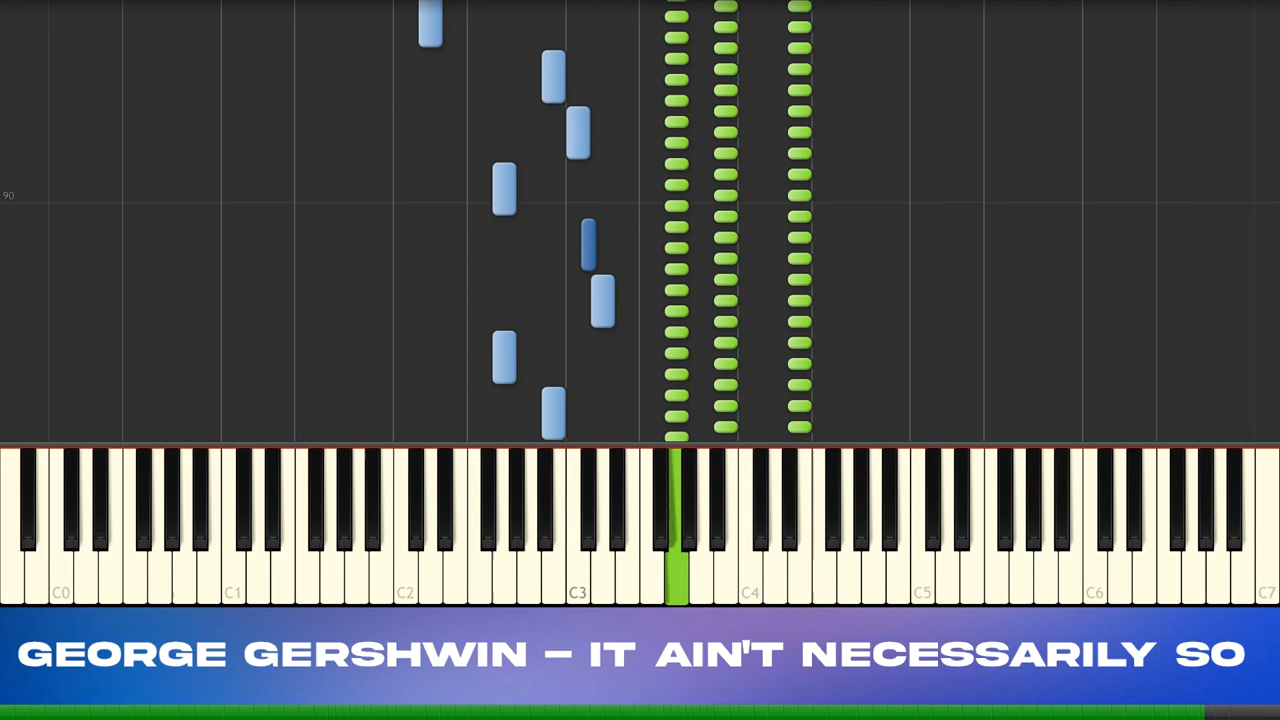 90
C0 C1 C2 C3 C4 C5 C6 C7
GEORGE GERSHWIN – IT AIN'T NECESSARILY SO